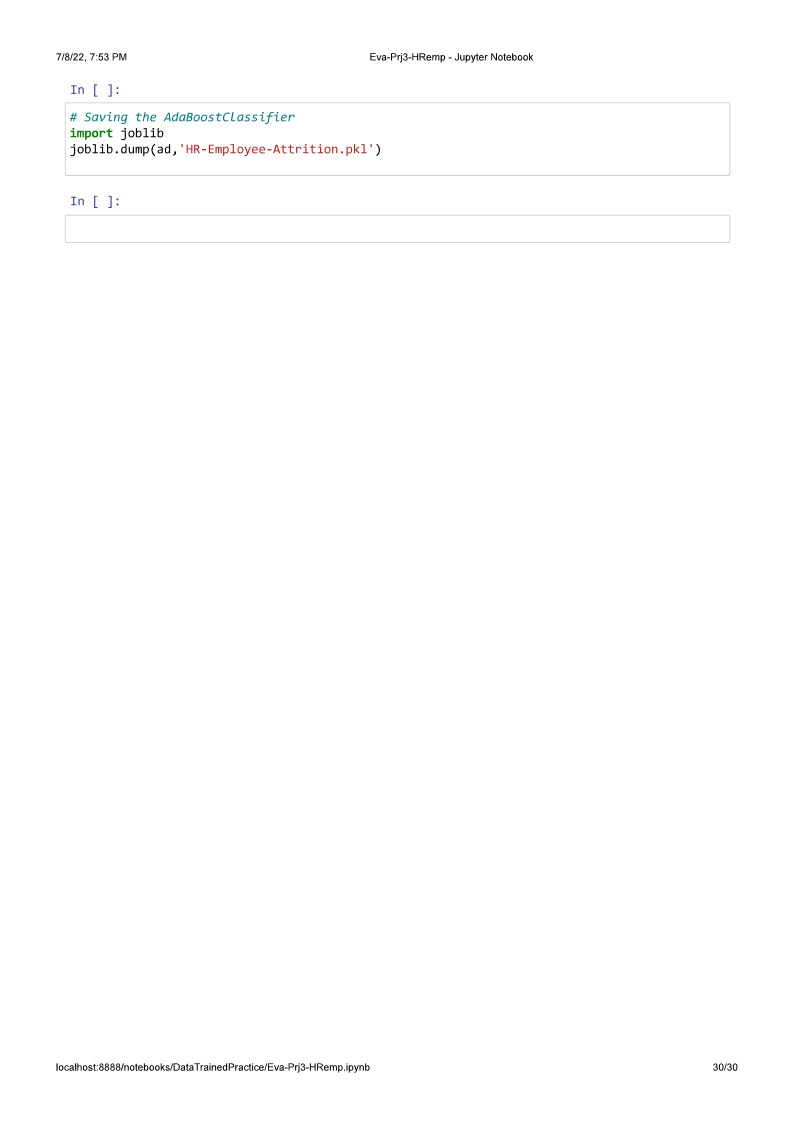 7/8/22, 7:53 PM
Eva-Prj3-HRemp - Jupyter Notebook
In [ ]:
# Saving the AdaBoostClassifier
import joblib
joblib.dump(ad,'HR-Employee-Attrition.pkl')
In [ ]:
localhost:8888/notebooks/DataTrainedPractice/Eva-Prj3-HRemp.ipynb
30/30